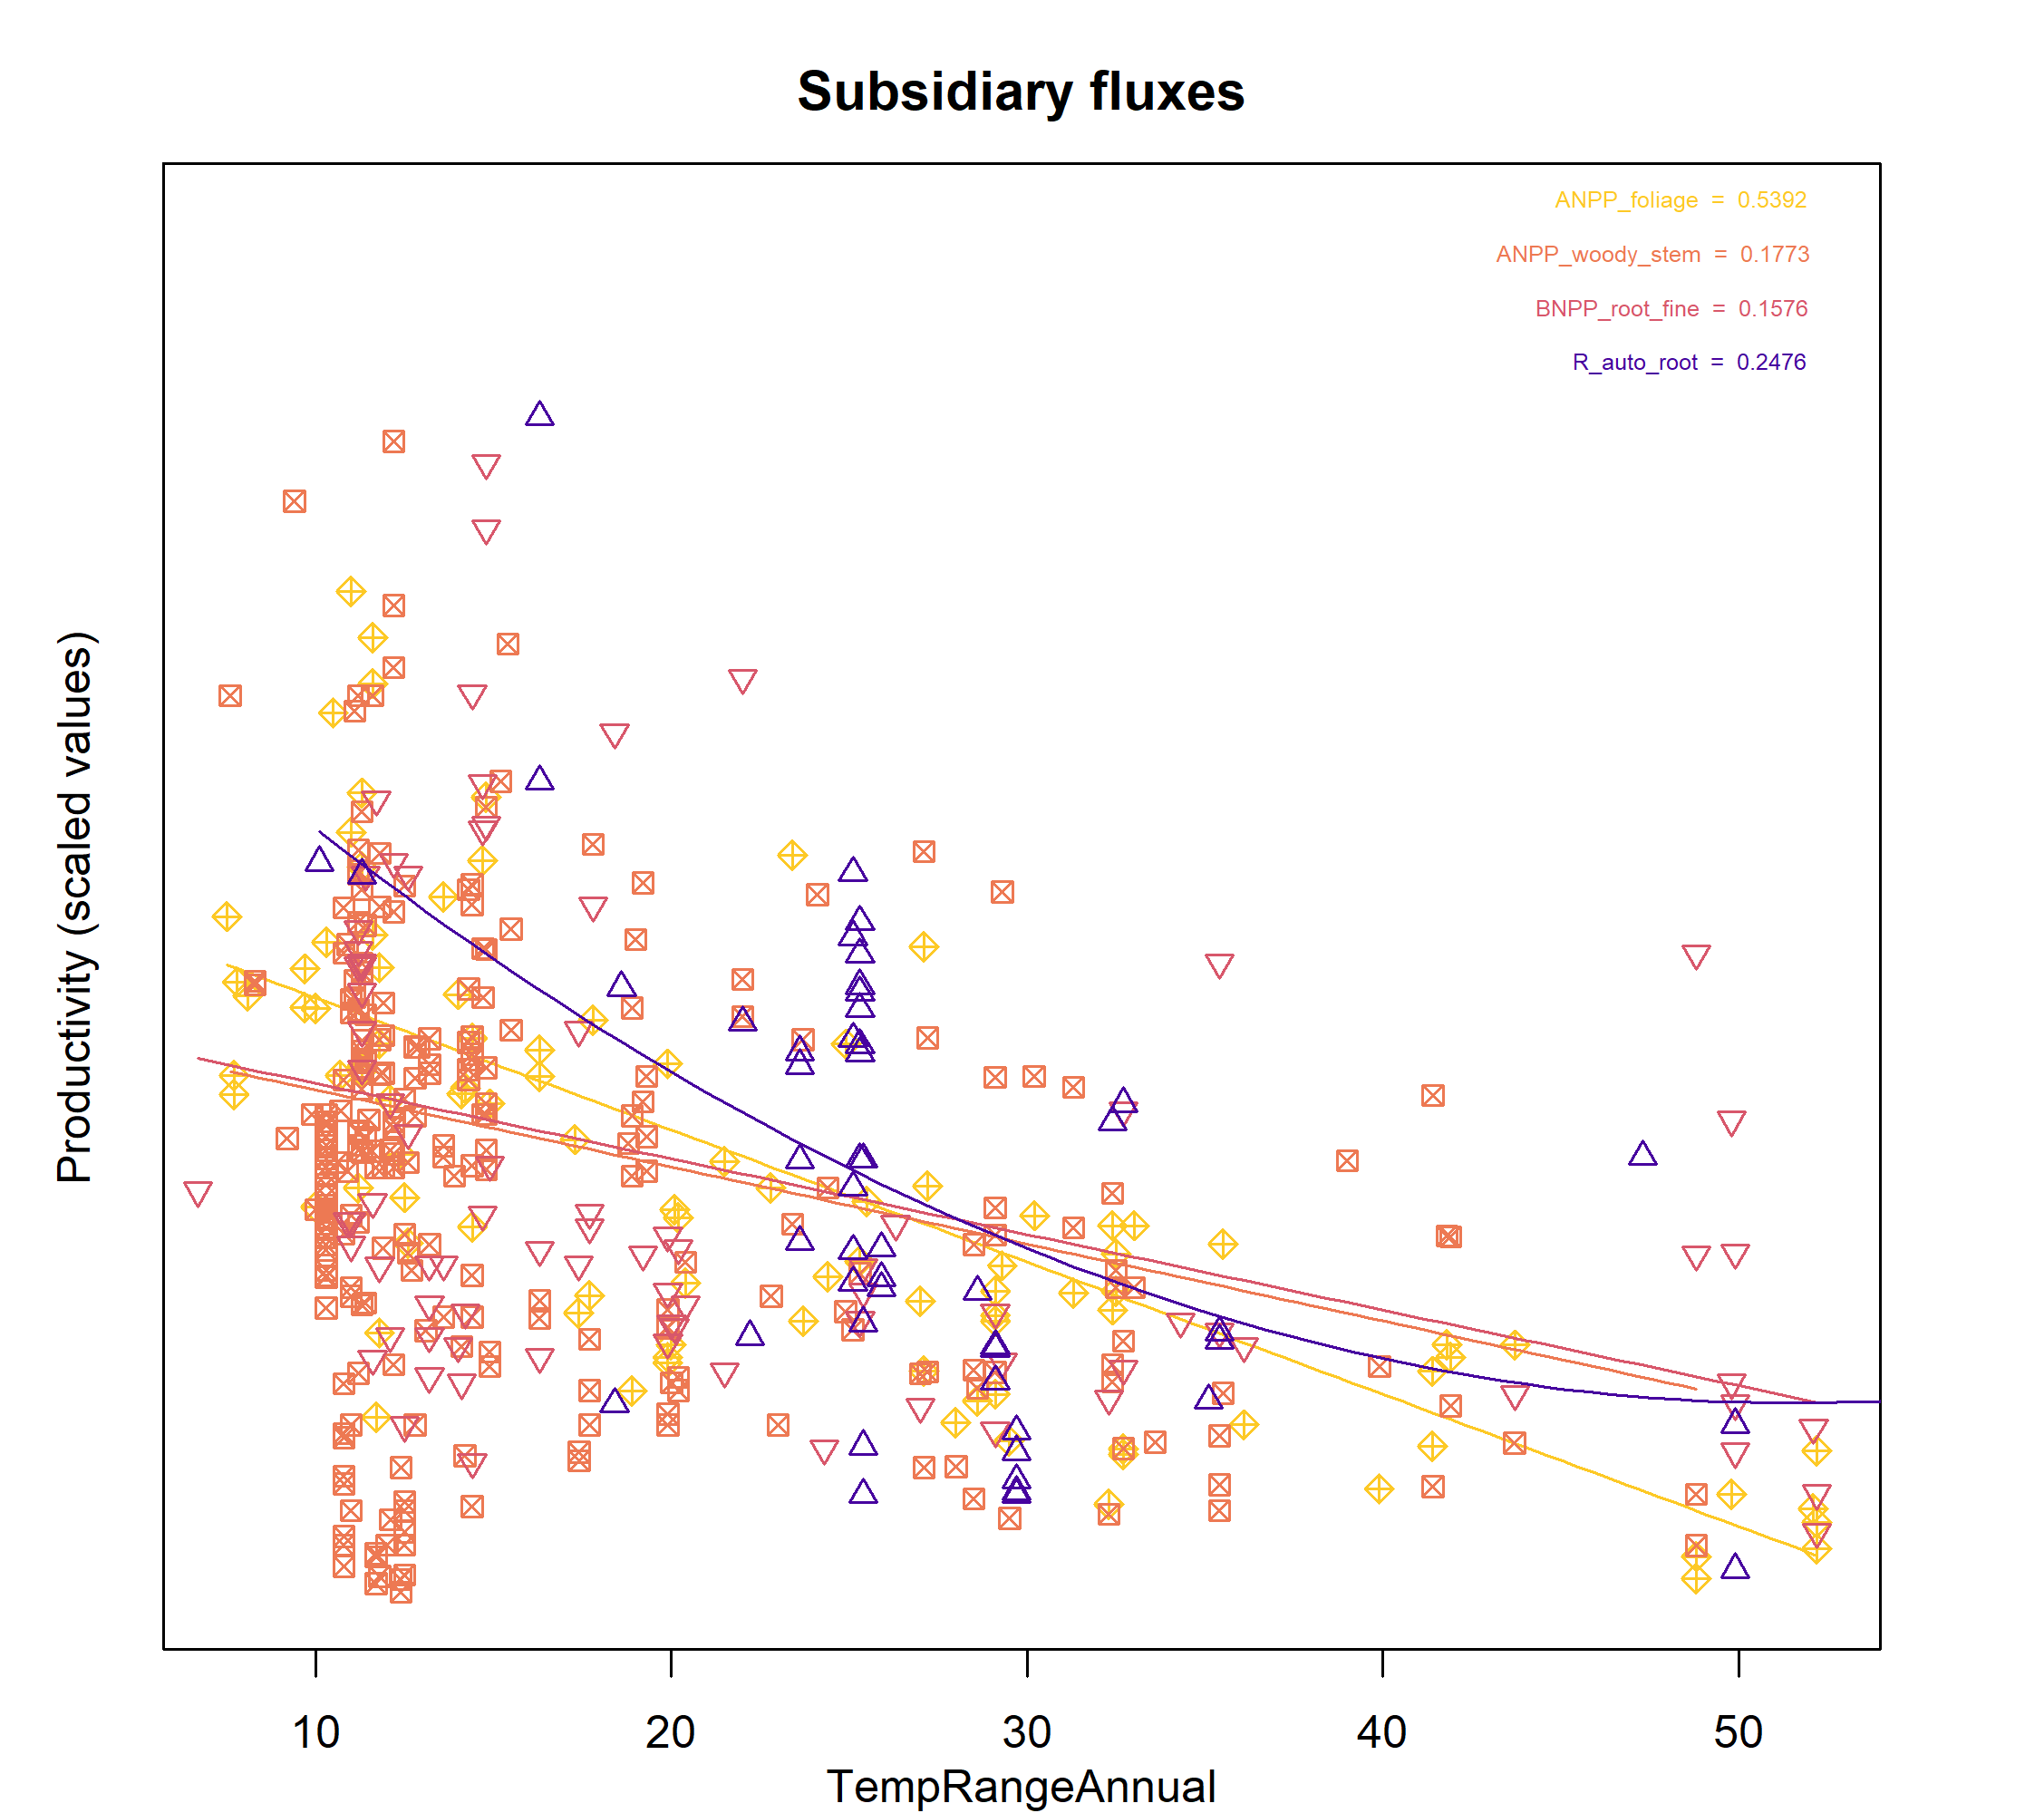 Subsidiary fluxes
ANPP_foliage = 0.5392
ANPP_woody_stem = 0.1773
BNPP_root_fine = 0.1576
R_auto_root = 0.2476
Productivity (scaled values)
10 20 30 40 50
TempRangeAnnual